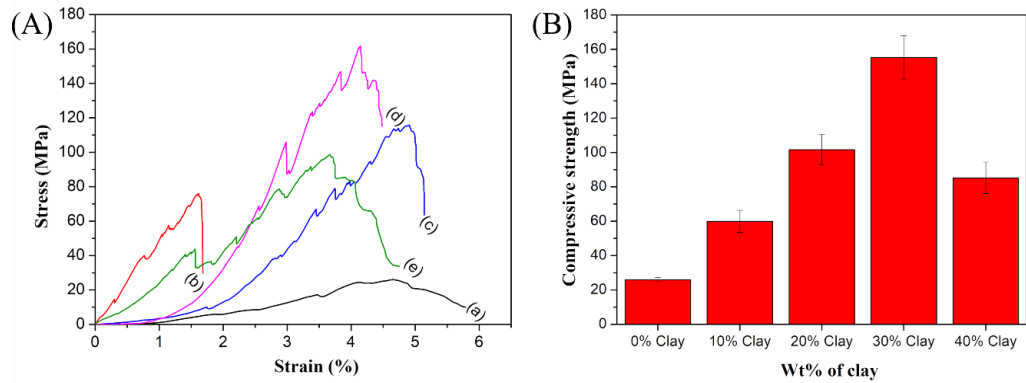 (A)
180
160
140
120
100
80
60
40
20
0
Stress (MPa)
(a)
(b)
(c)
(d)
(e)
0 1 2 3 4 5 6
Strain (%)
(B)
180
160
140
120
100
80
60
40
20
0
Compressive strength (MPa)
0% Clay 10% Clay 20% Clay 30% Clay 40% Clay
Wt% of clay